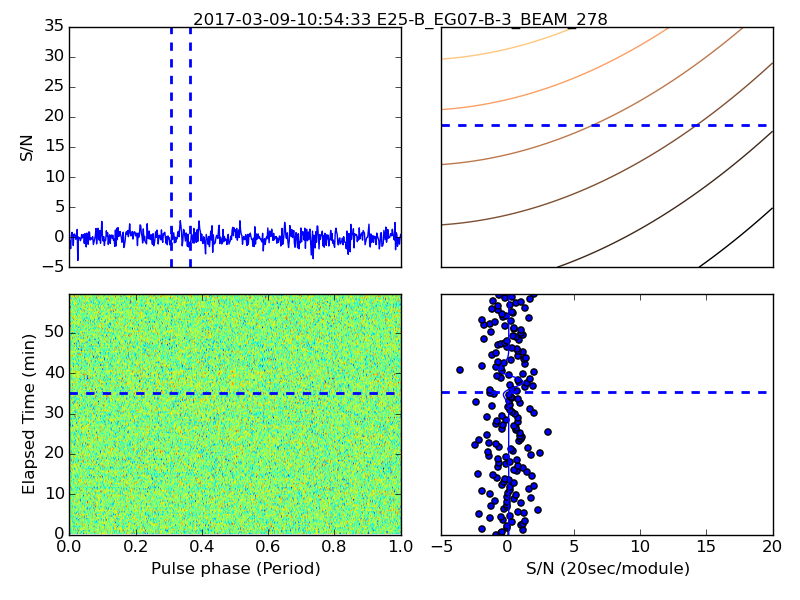 2017-03-09-10:54:33 E25-B_EG07-B-3_BEAM_278
35
30
25
20
15
10
5
0
−5
S/N
50
40
30
20
10
0
Elapsed Time (min)
0.0 0.2 0.4 0.6 0.8 1.0
Pulse phase (Period)
−5 0 5 10 15 20
S/N (20sec/module)